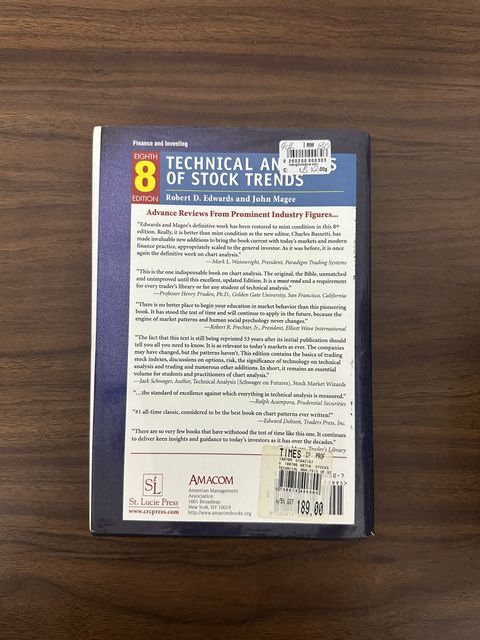 Finance and Investing
EIGHTH
8
EDITION
TECHNICAL AN S
OF STOCK TRENDS
Robert D. Edwards and John Magee
RM
Advance Reviews From Prominent Industry Figures...
"Edwards and Magee's definitive work has been restored to mint condition in this 8th
edition. Really, it is better than mint condition as the new editor, Charles Bassetti, has
made invaluable new additions to bring the book current with today's markets and modern
finance practice, appropriately scaled to the general investor. As it was before, it is once
again the definitive work on chart analysis."
—Mark L. Wainwright, President, Paradigm Trading Systems
"This is the one indispensable book on chart analysis. The original, the Bible, unmatched
and unimproved until this excellent, updated Edition. It is a must read and a requirement
for every trader's library or for any student of technical analysis."
—Professor Henry Pruden, Ph.D., Golden Gate University, San Francisco, California
"There is no better place to begin your education in market behavior than this pioneering
book. It has stood the test of time and will continue to apply in the future, because the
engine of market patterns and human social psychology never changes."
—Robert R. Prechter, Jr., President, Elliott Wave International
"The fact that this text is still being reprinted 53 years after its initial publication should
tell you all you need to know. It is as relevant to today's markets as ever. The companies
may have changed, but the patterns haven't. This edition contains the basics of trading
stock indexes, discussions on options, risk, the significance of technology on technical
analysis and trading and numerous other additions. In short, it remains an essential
volume for students and practitioners of chart analysis."
—Jack Schwager, Author, Technical Analysis (Schwager on Futures), Stock Market Wizards
"...the standard of excellence against which everything in technical analysis is measured."
—Ralph Acampora, Prudential Securities
"#1 all-time classic, considered to be the best book on chart patterns ever written!"
—Edward Dobson, Traders Press, Inc.
"There are so very few books that have withstood the test of time like this one. It continues
to deliver keen insights and guidance to today's investors as it has over the decades."
Trader's Library
SL
St. Lucie Press
www.crcpress.com
AMACOM
American Management
Association
1601 Broadway
New York, NY 10019
http://www.amacombooks.org
TIMES
PROF
STOCKS
TECHNICAL ANALYSIS OF ST
189.00